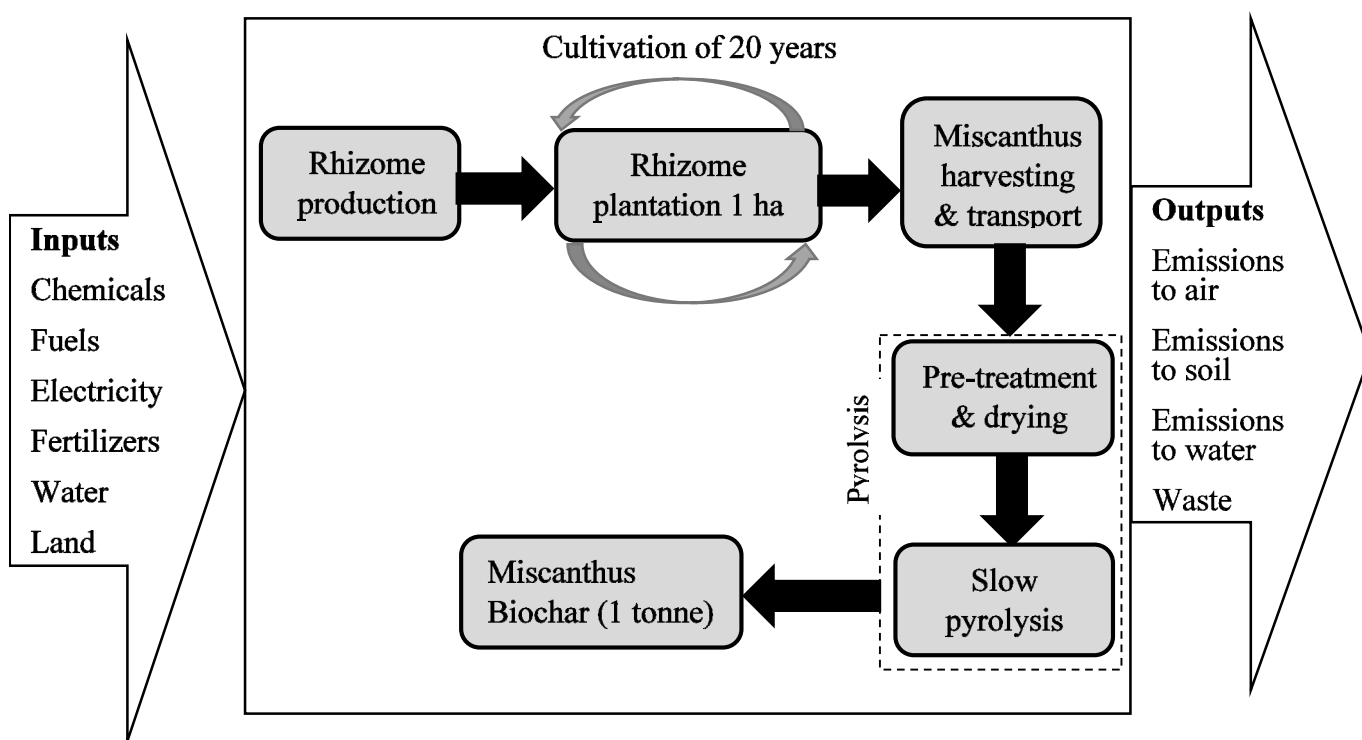 Inputs
Chemicals
Fuels
Electricity
Fertilizers
Water
Land
Cultivation of 20 years
Rhizome
production
Rhizome
plantation 1 ha
Miscanthus
harvesting
& transport
Pyrolysis
Pre-treatment
& drying
Slow
pyrolysis
Miscanthus
Biochar (1 tonne)
Outputs
Emissions
to air
Emissions
to soil
Emissions
to water
Waste